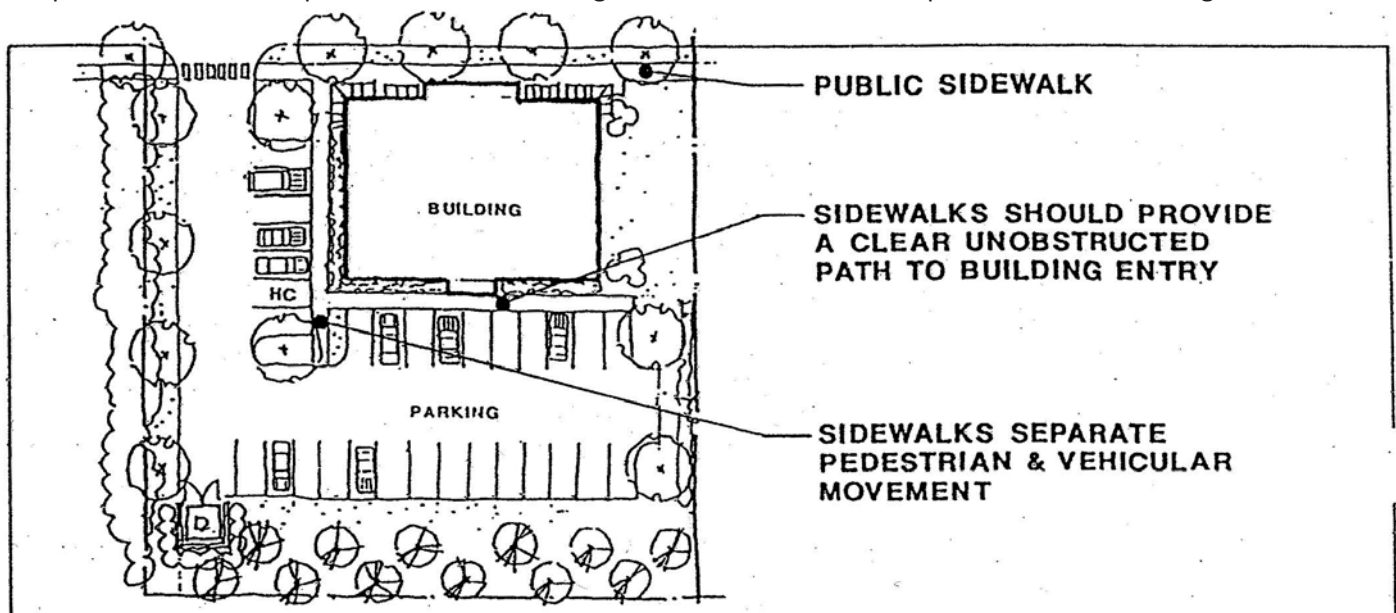 PUBLIC SIDEWALK
BUILDING
SIDEWALKS SHOULD PROVIDE
A CLEAR UNOBSTRUCTED
PATH TO BUILDING ENTRY
HC
PARKING
SIDEWALKS SEPARATE
PEDESTRIAN & VEHICULAR
MOVEMENT
D